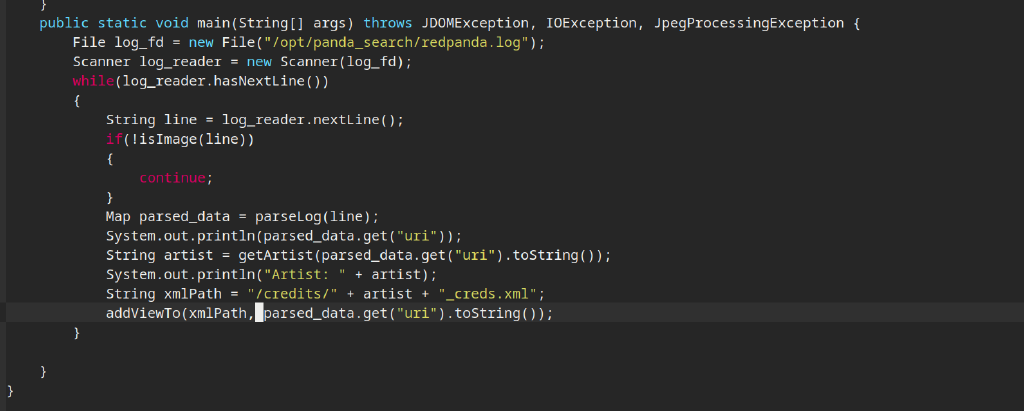 }
public static void main(String[] args) throws JDOMException, IOException, JpegProcessingException {
File log_fd = new File("/opt/panda_search/redpanda.log");
Scanner log_reader = new Scanner(log_fd);
while(log_reader.hasNextLine())
{
String line = log_reader.nextLine();
if(!isImage(line))
{
continue;
}
Map parsed_data = parseLog(line);
System.out.println(parsed_data.get("uri"));
String artist = getArtist(parsed_data.get("uri").toString());
System.out.println("Artist: " + artist);
String xmlPath = "/credits/" + artist + "_creds.xml";
addViewTo(xmlPath, parsed_data.get("uri").toString());
}
}
}